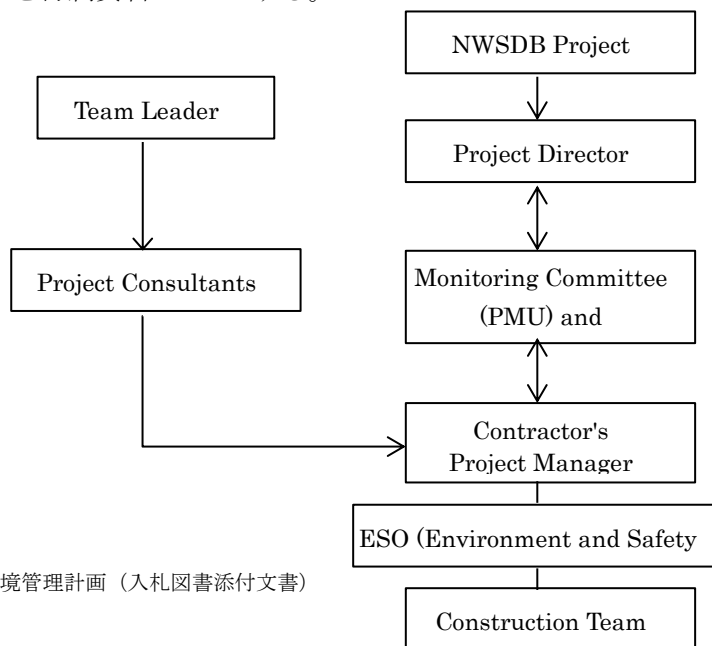 NWSDB Project
Team Leader
Project Director
Project Consultants
Monitoring Committee
(PMU) and
Contractor's
Project Manager
ESO (Environment and Safety
境管理計画（入札図書添付文書）
Construction Team